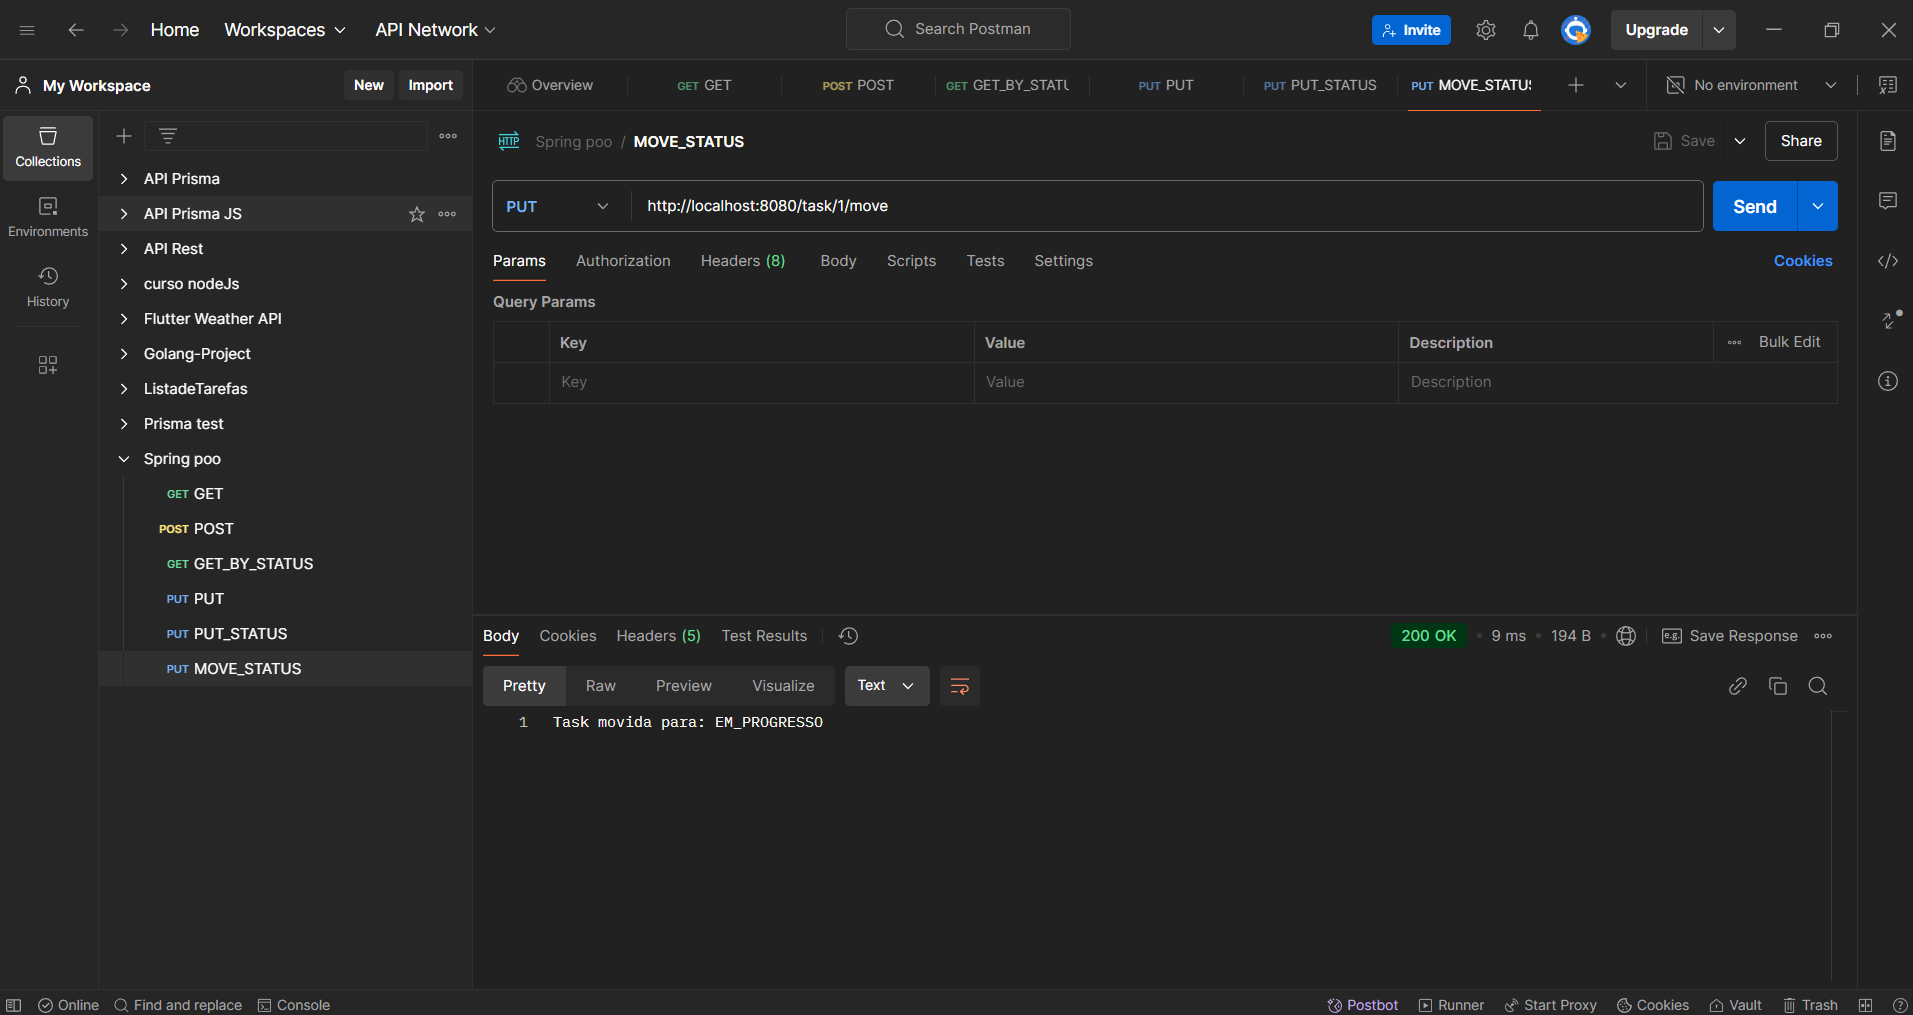 Home Workspaces API Network Search Postman Invite Upgrade
My Workspace New Import
Overview GET GET POST POST GET GET_BY_STATU PUT PUT PUT PUT_STATUS PUT MOVE_STATUS No environment
Collections
Environments
History
API Prisma
API Prisma JS
API Rest
curso nodeJs
Flutter Weather API
Golang-Project
ListadeTarefas
Prisma test
Spring poo
GET GET
POST POST
GET GET_BY_STATUS
PUT PUT
PUT PUT_STATUS
PUT MOVE_STATUS
HTTP Spring poo / MOVE_STATUS Save Share
PUT http://localhost:8080/task/1/move Send
Params Authorization Headers (8) Body Scripts Tests Settings Cookies
Query Params
Key Value Description Bulk Edit
Key Value Description
Body Cookies Headers (5) Test Results 200 OK 9 ms 194 B e.g. Save Response
Pretty Raw Preview Visualize Text
1 Task movida para: EM_PROGRESSO
Online Find and replace Console Postbot Runner Start Proxy Cookies Vault Trash